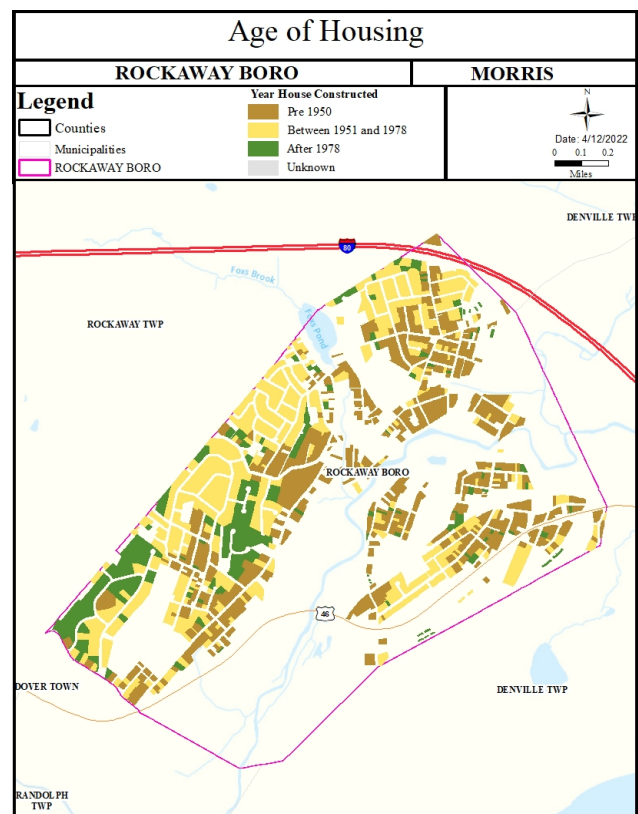 Age of Housing
ROCKAWAY BORO
MORRIS
Legend
Counties
Municipalities
ROCKAWAY BORO
Year House Constructed
Pre 1950
Between 1951 and 1978
After 1978
Unknown
N
Date: 4/12/2022
0 0.1 0.2
Miles
DENVILLE TWP
80
Foxs Brook
Foxs Pond
ROCKAWAY TWP
ROCKAWAY BORO
46
DOVER TOWN
DENVILLE TWP
RANDOLPH
TWP